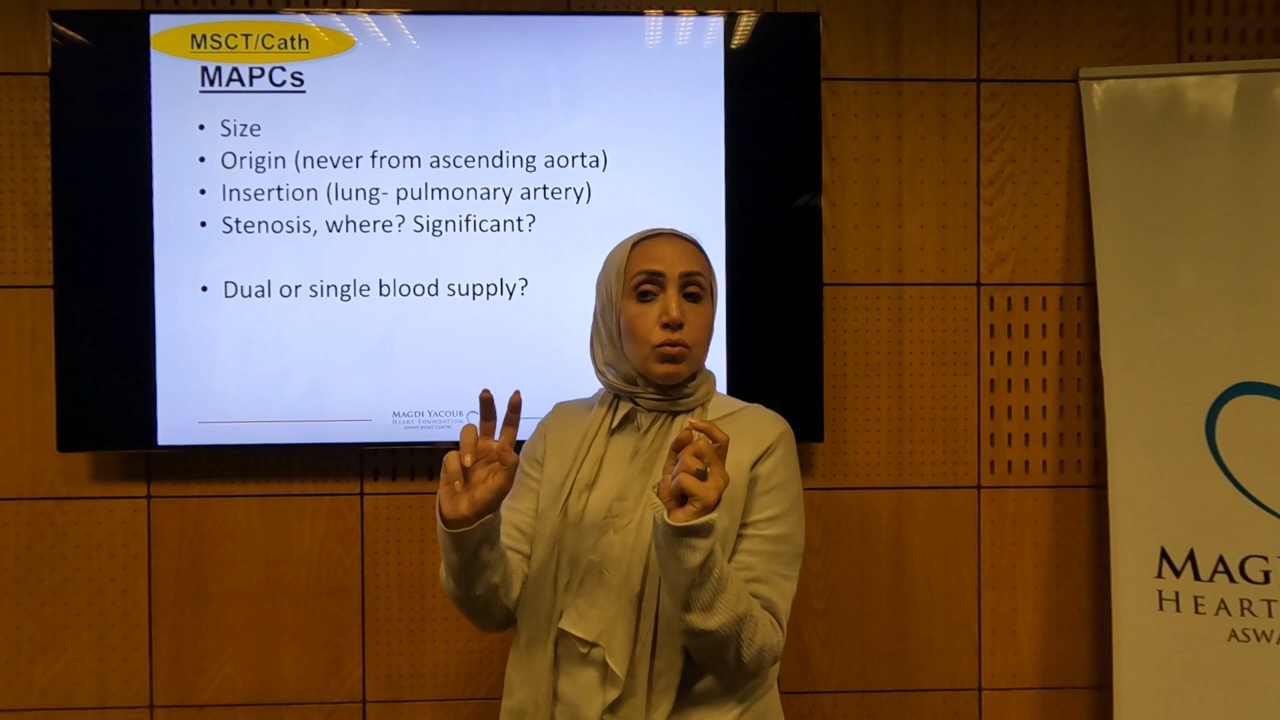 MSCT/Cath
MAPCs
• Size
• Origin (never from ascending aorta)
• Insertion (lung- pulmonary artery)
• Stenosis, where? Significant?
• Dual or single blood supply?
MAGDI YACOUB
HEART FOUNDATION
MAG
HEART
ASWA